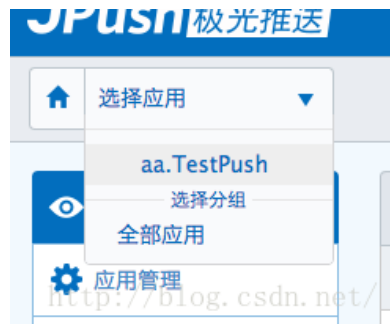 JPush极光推送
选择应用
aa.TestPush
选择分组
全部应用
应用管理
http://blog.csdn.net/